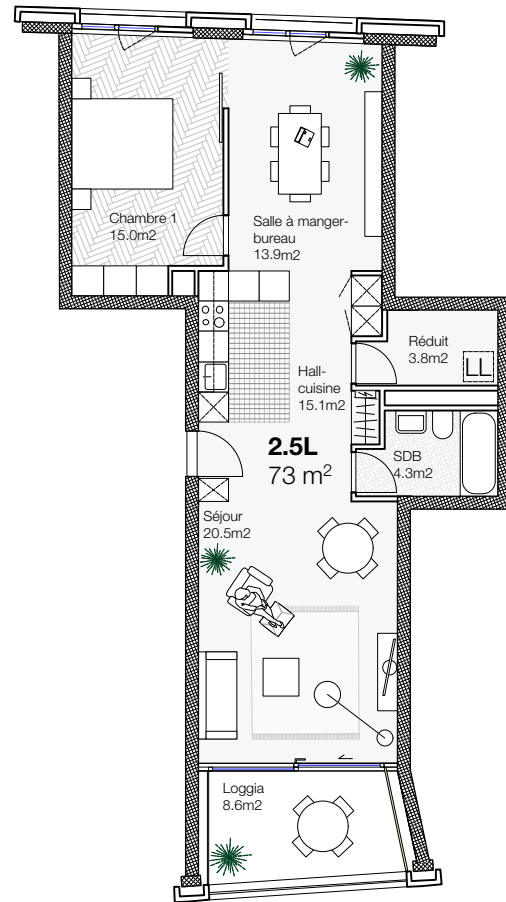 Chambre 1
15.0m2
Salle à manger-
bureau
13.9m2
Réduit
3.8m2
LL
Hall-
cuisine
15.1m2
2.5L
73 m²
SDB
4.3m2
Séjour
20.5m2
Loggia
8.6m2